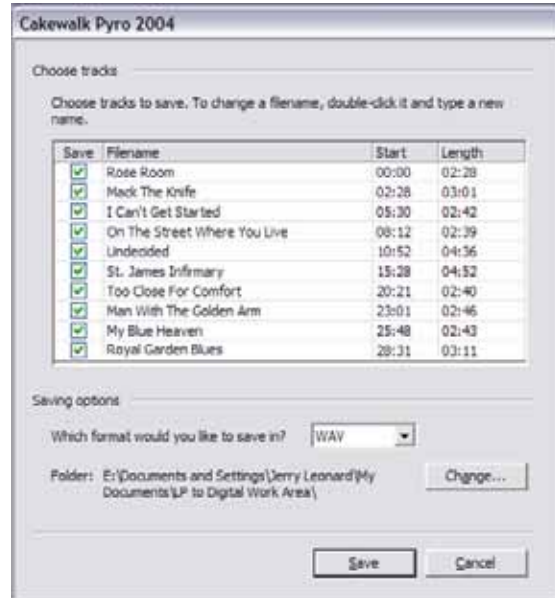 Cakewalk Pyro 2004
Choose tracks
Choose tracks to save. To change a filename, double-click it and type a new
name.
Save Filename Start Length
Rose Room 00:00 02:28
Mack The Knife 02:28 03:01
I Can't Get Started 05:30 02:42
On The Street Where You Live 08:12 02:39
Undecided 10:52 04:36
St. James Infirmary 15:28 04:52
Too Close For Comfort 20:21 02:40
Man With The Golden Arm 23:01 02:46
My Blue Heaven 25:48 02:43
Royal Garden Blues 28:31 03:11
Saving options
Which format would you like to save in? WAV
Folder: E:\Documents and Settings\Jerry Leonard\My
Documents\LP to Digital Work Area\
Change...
Save Cancel